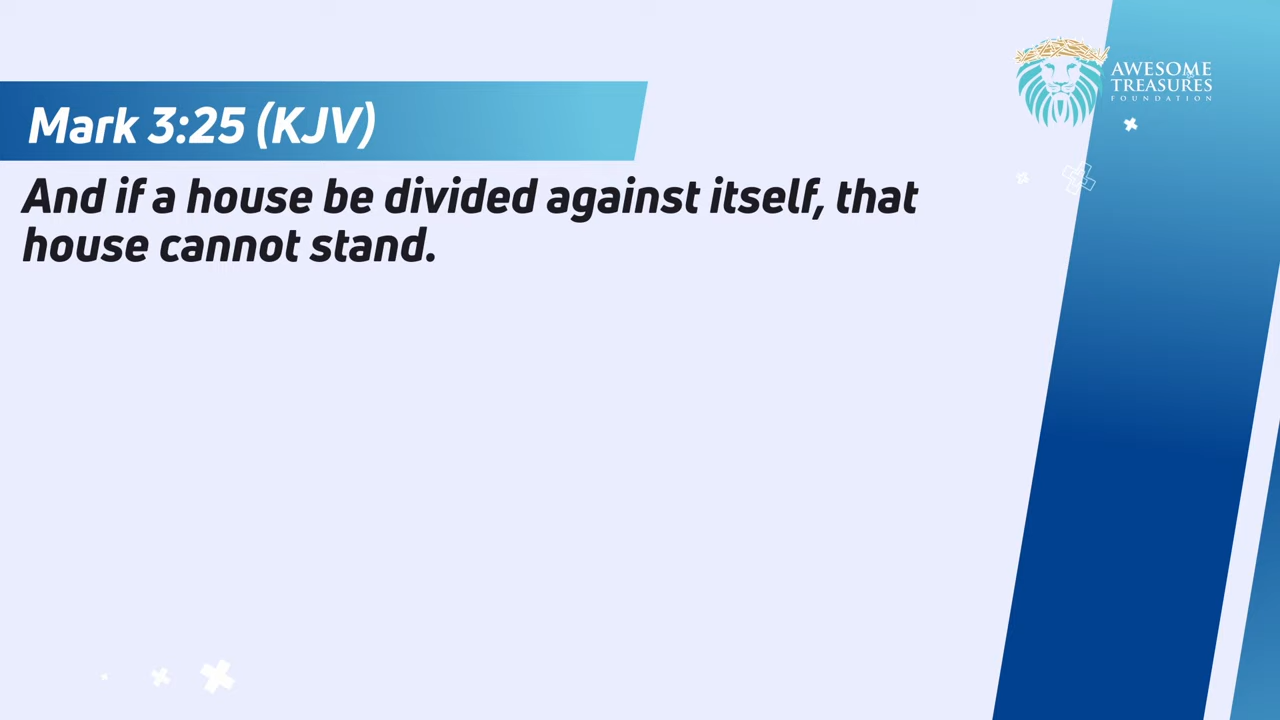 AWESOME
TREASURES
FOUNDATION
Mark 3:25 (KJV)
And if a house be divided against itself, that
house cannot stand.